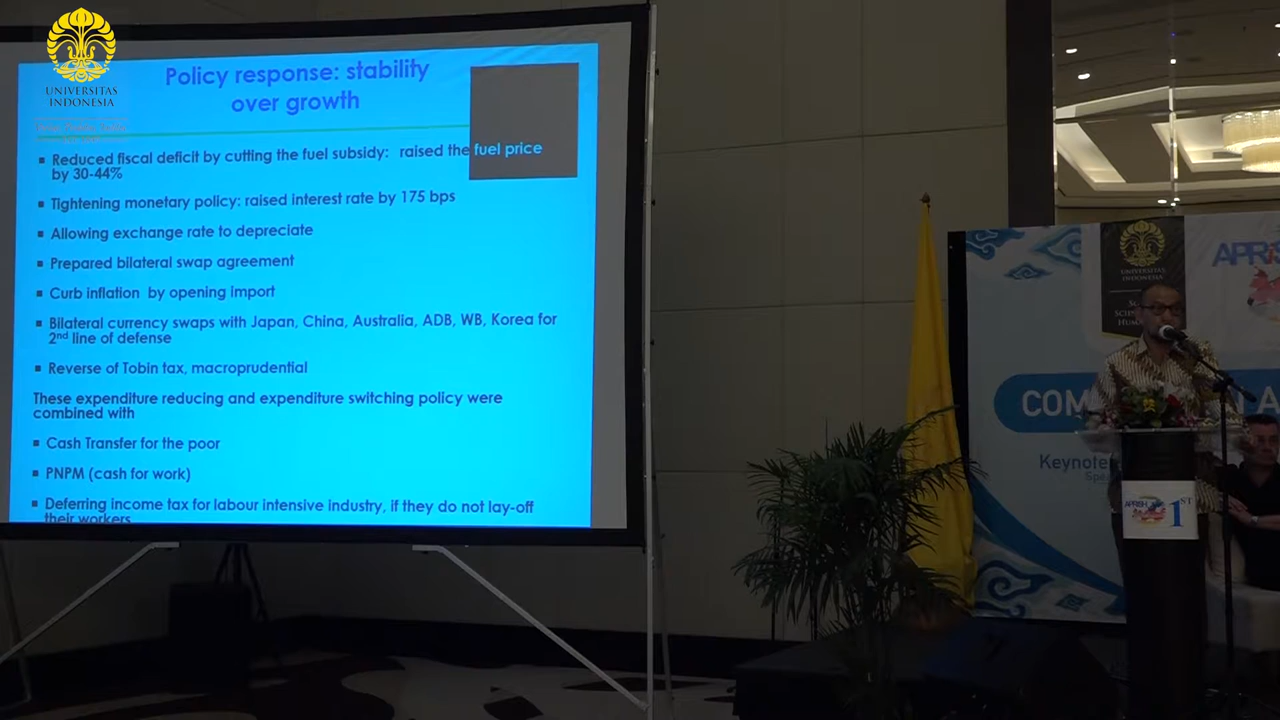 UNIVERSITAS
INDONESIA
Policy response: stability
over growth
▪ Reduced fiscal deficit by cutting the fuel subsidy: raised the fuel price
by 30-44%
▪ Tightening monetary policy: raised interest rate by 175 bps
▪ Allowing exchange rate to depreciate
▪ Prepared bilateral swap agreement
▪ Curb inflation by opening import
▪ Bilateral currency swaps with Japan, China, Australia, ADB, WB, Korea for
2nd line of defense
▪ Reverse of Tobin tax, macroprudential
These expenditure reducing and expenditure switching policy were
combined with
▪ Cash Transfer for the poor
▪ PNPM (cash for work)
▪ Deferring income tax for labour intensive industry, if they do not lay-off
their workers
UNIVERSITAS
INDONESIA
APRiS
COM
A
Keynote
APRISH
1ST